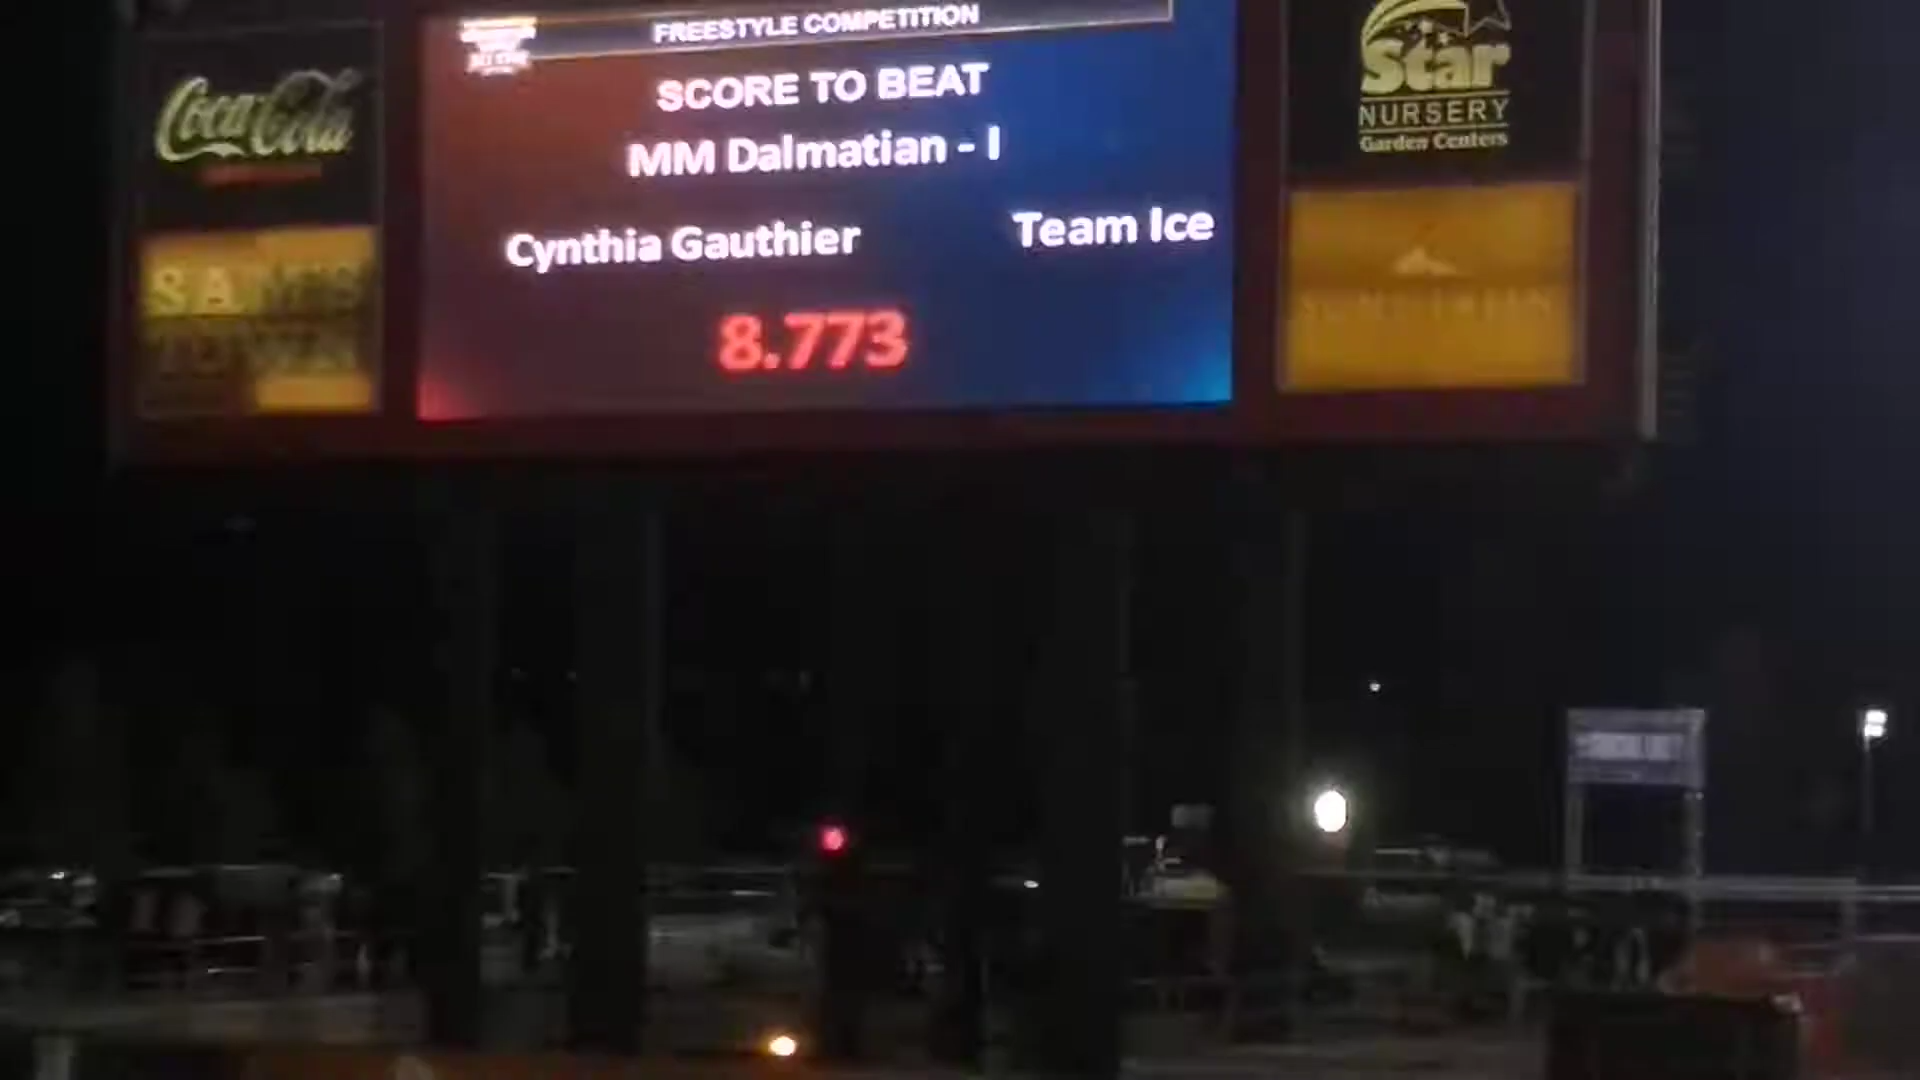 FREESTYLE COMPETITION
SCORE TO BEAT
MM Dalmatian - I
Cynthia Gauthier
Team Ice
8.773
Coca-Cola
Star
NURSERY
Garden Centers